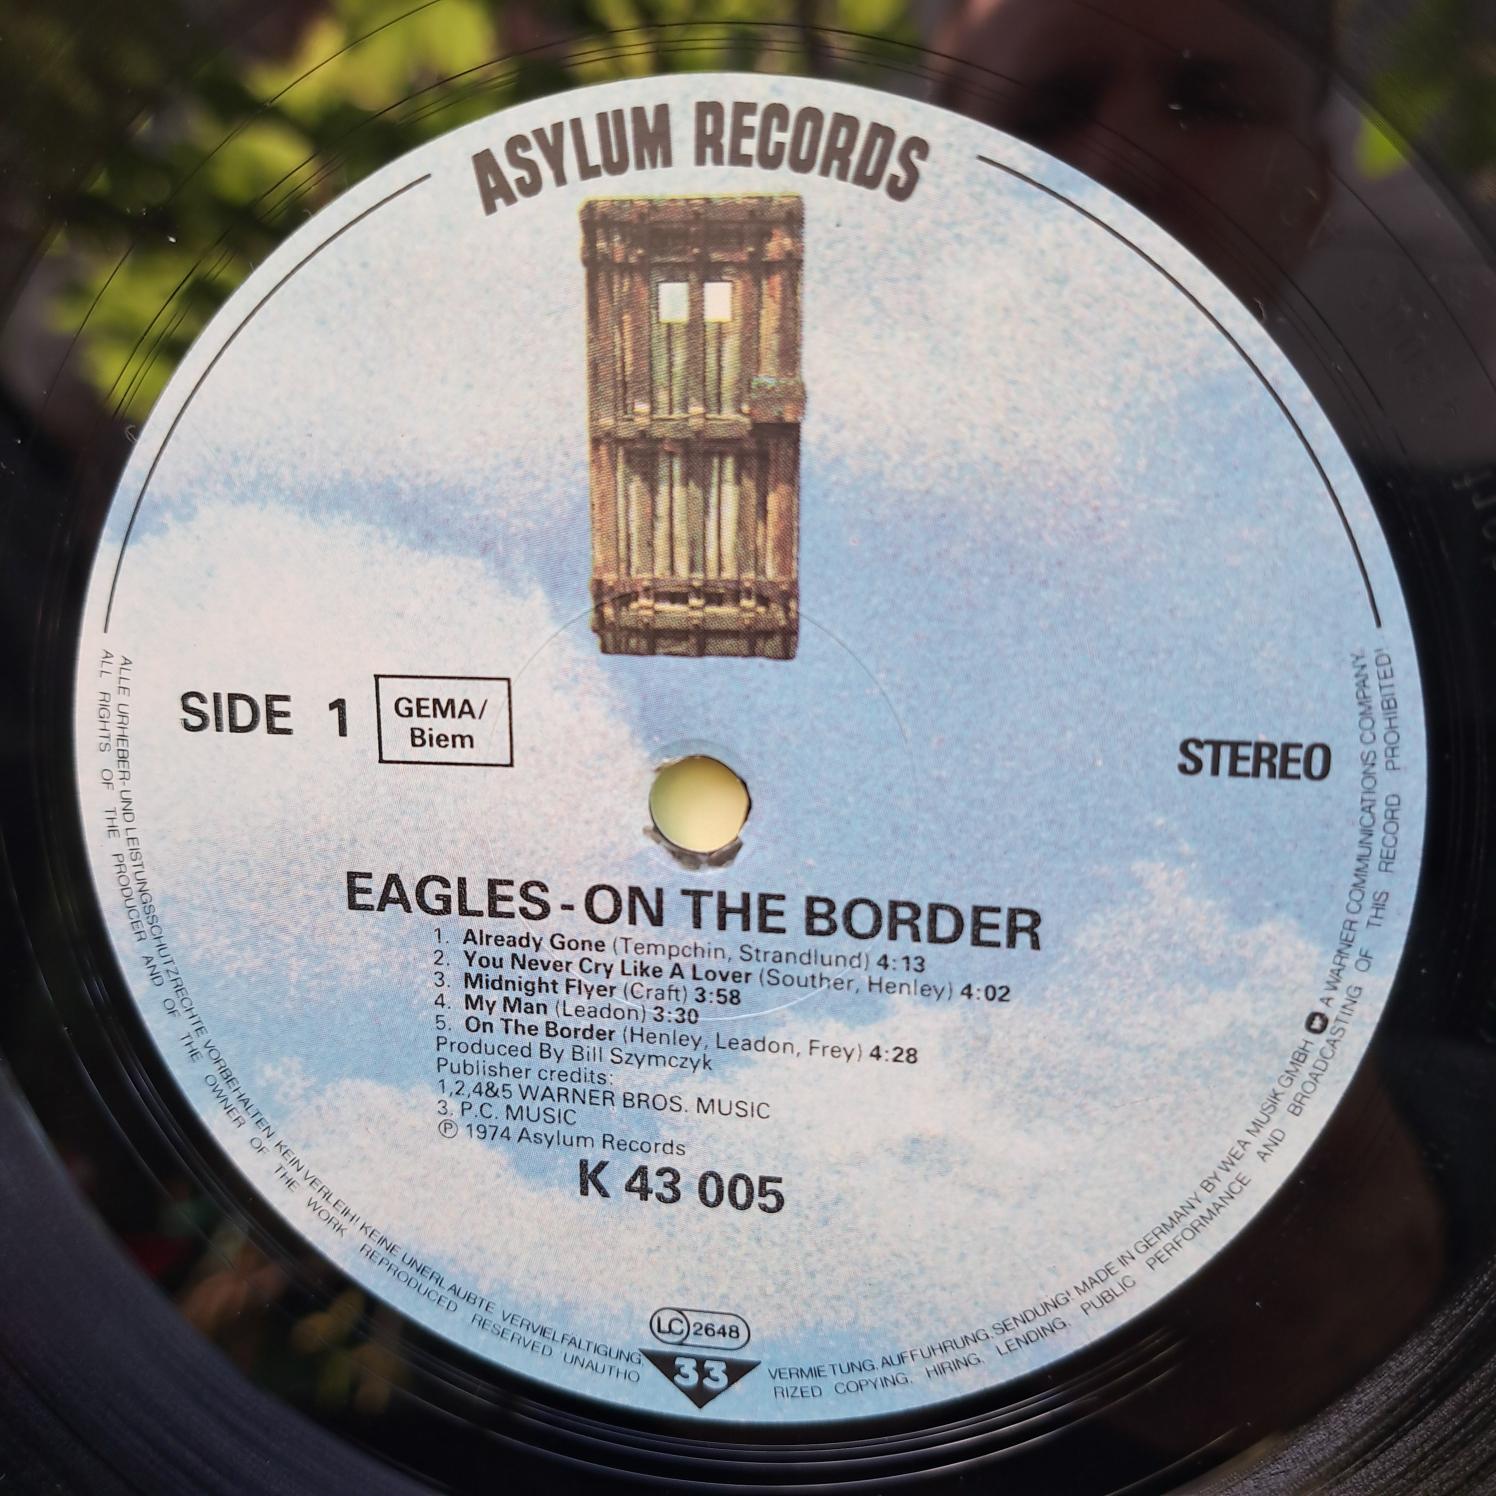 ASYLUM RECORDS
SIDE 1
GEMA/
Biem
STEREO
EAGLES - ON THE BORDER
1. Already Gone (Tempchin, Strandlund) 4:13
2. You Never Cry Like A Lover (Souther, Henley) 4:02
3. Midnight Flyer (Craft) 3:58
4. My Man (Leadon) 3:30
5. On The Border (Henley, Leadon, Frey) 4:28
Produced By Bill Szymczyk
Publisher credits:
1,2,4&5 WARNER BROS. MUSIC
3. P.C. MUSIC
Ⓟ 1974 Asylum Records
K 43 005
LC 2648
33
ALLE URHEBER- UND LEISTUNGSSCHUTZRECHTE VORBEHALTEN KEIN VERLEIH! KEINE UNERLAUBTE VERVIELFÄLTIGUNG, VERMIETUNG, AUFFÜHRUNG, SENDUNG! MADE IN GERMANY BY WEA MUSIK GMBH A WARNER COMMUNICATIONS COMPANY.
ALL RIGHTS OF THE PRODUCER AND OF THE OWNER OF THE WORK REPRODUCED RESERVED UNAUTHORIZED COPYING, HIRING, LENDING, PUBLIC PERFORMANCE AND BROADCASTING OF THIS RECORD PROHIBITED!